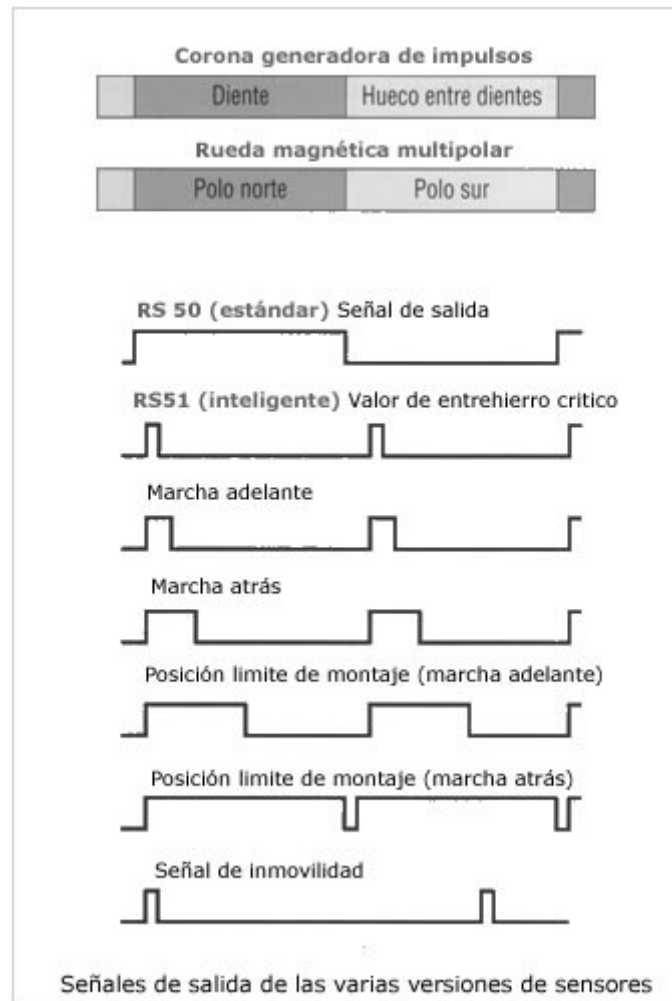 Corona generadora de impulsos
Diente Hueco entre dientes
Rueda magnética multipolar
Polo norte Polo sur
RS 50 (estándar) Señal de salida
RS51 (inteligente) Valor de entrehierro critico
Marcha adelante
Marcha atrás
Posición limite de montaje (marcha adelante)
Posición limite de montaje (marcha atrás)
Señal de inmovilidad
Señales de salida de las varias versiones de sensores